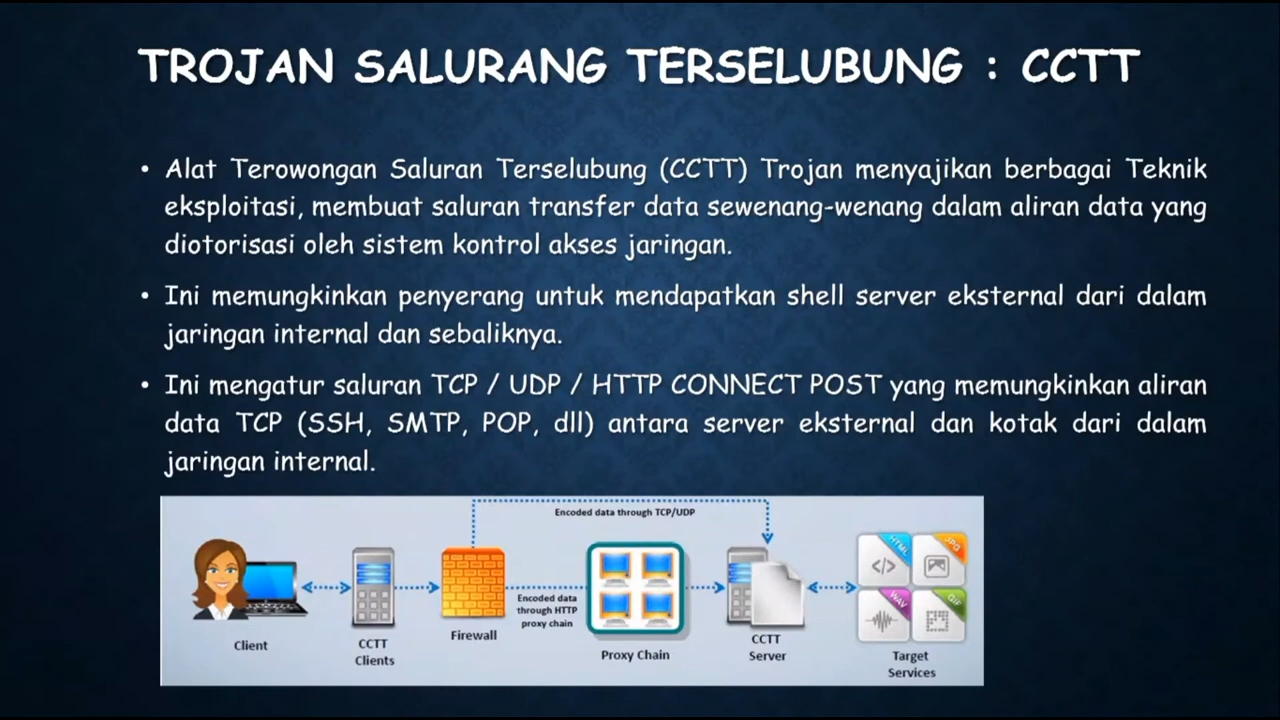 TROJAN SALURANG TERSELUBUNG : CCTT
• Alat Terowongan Saluran Terselubung (CCTT) Trojan menyajikan berbagai Teknik
eksploitasi, membuat saluran transfer data sewenang-wenang dalam aliran data yang
diotorisasi oleh sistem kontrol akses jaringan.
• Ini memungkinkan penyerang untuk mendapatkan shell server eksternal dari dalam
jaringan internal dan sebaliknya.
• Ini mengatur saluran TCP / UDP / HTTP CONNECT POST yang memungkinkan aliran
data TCP (SSH, SMTP, POP, dll) antara server eksternal dan kotak dari dalam
jaringan internal.
Encoded data through TCP/UDP
Client
CCTT
Clients
Firewall
Encoded data
through HTTP
proxy chain
Proxy Chain
CCTT
Server
HTML
JPG
WAV
GIF
Target
Services